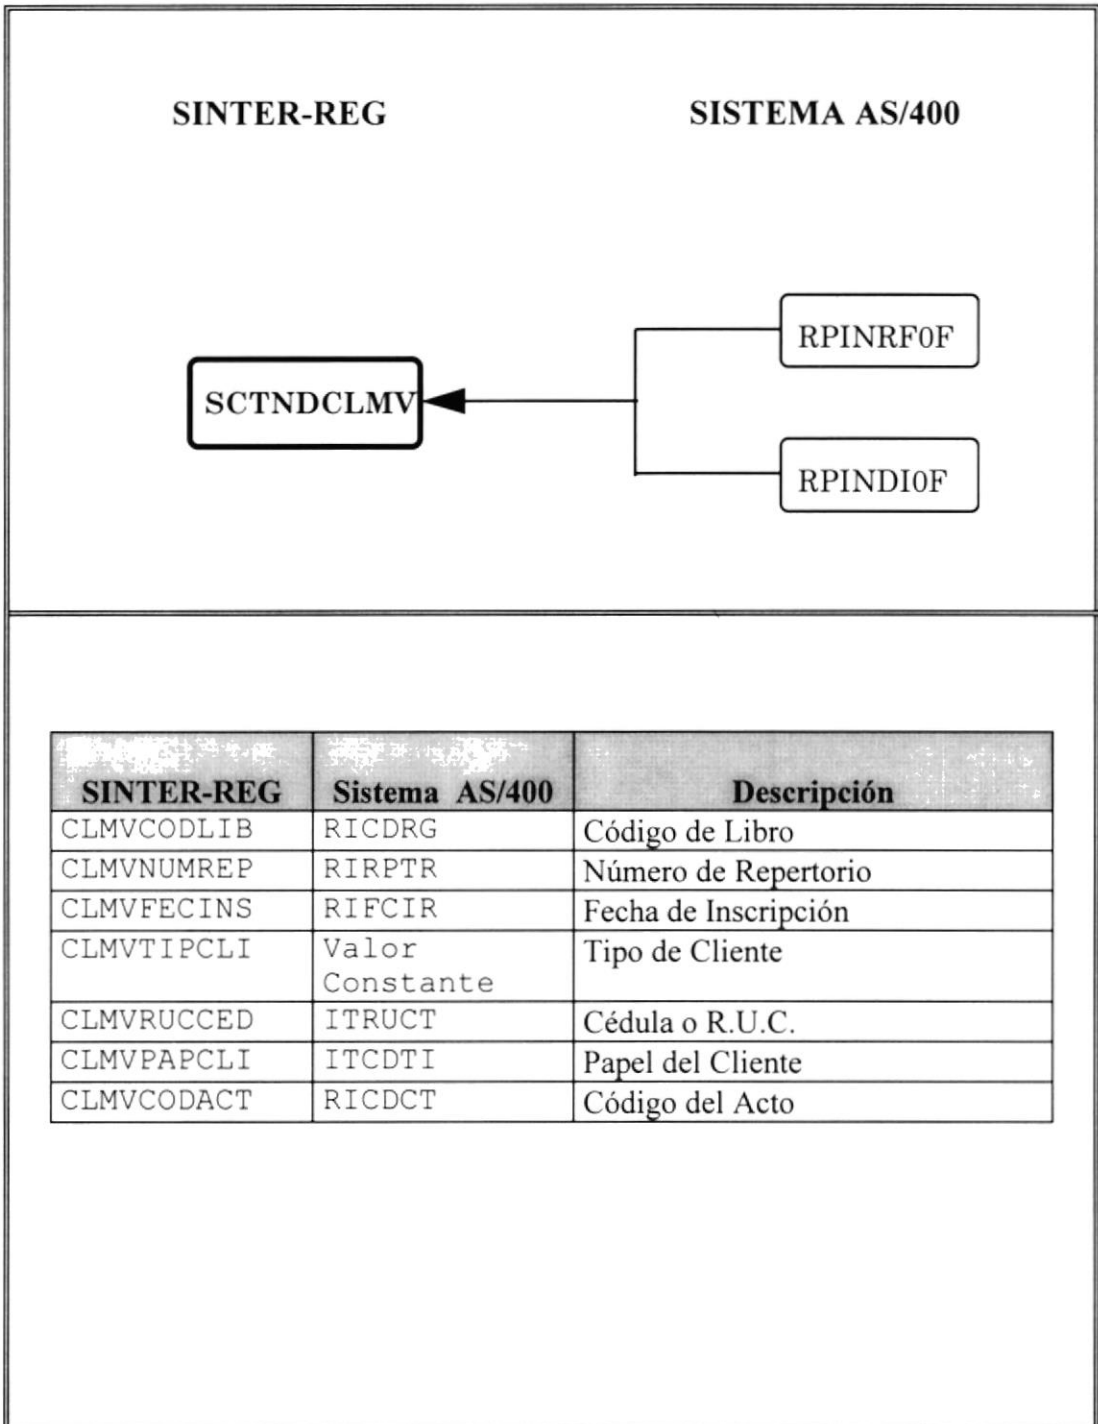 SINTER-REG SISTEMA AS/400
RPINRF0F
SCTNDCLMV
RPINDI0F
SINTER-REG Sistema AS/400 Descripción
CLMVCODLIB RICDRG Código de Libro
CLMVNUMREP RIRPTR Número de Repertorio
CLMVFECINS RIFCIR Fecha de Inscripción
CLMVTIPCLI Valor Tipo de Cliente
Constante
CLMVRUCCED ITRUCT Cédula o R.U.C.
CLMVPAPCLI ITCDTI Papel del Cliente
CLMVCODACT RICDCT Código del Acto